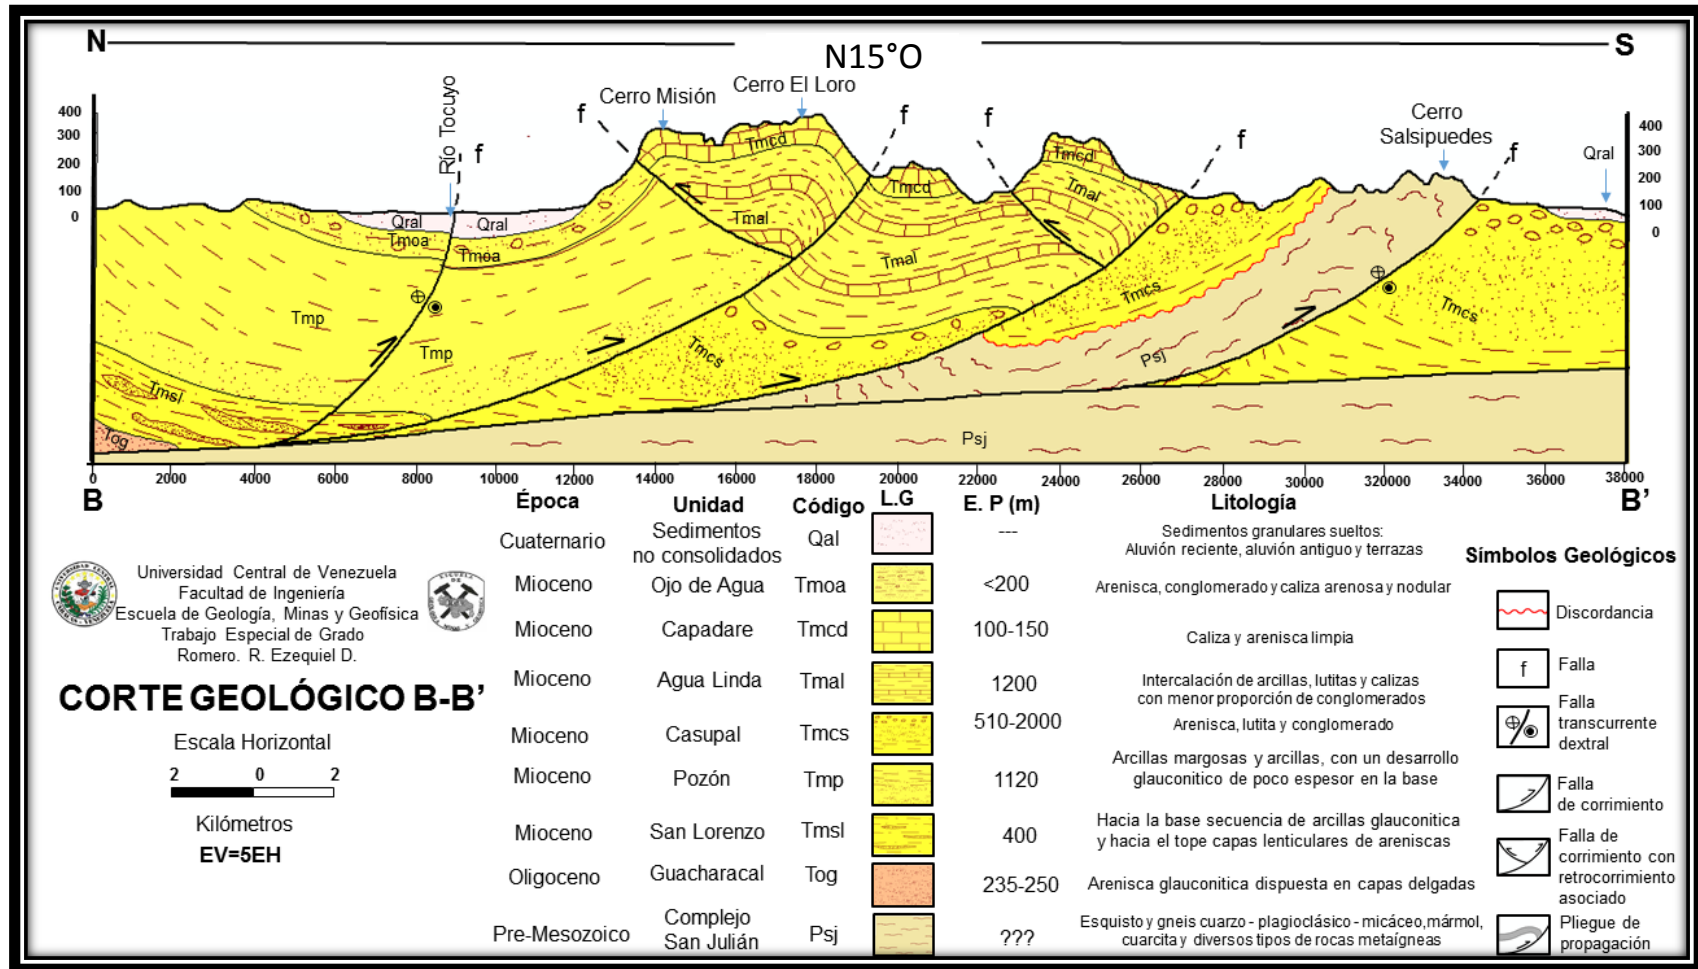 N
S
N15°O
Cerro Misión
Cerro El Loro
Río Tocuyo
Cerro
Salsipuedes
Qral
f
f
f
f
f
f
400
300
200
100
0
400
300
200
100
0
Qral
Qral
Tmoa
Tmoa
Tmp
Tmp
Tmsl
Tog
Tmcd
Tmal
Tmcs
Tmcd
Tmal
Tmcd
Tmal
Tmcs
Psj
Tmcs
Psj
0 2000 4000 6000 8000 10000 12000 14000 16000 18000 20000 22000 24000 26000 28000 30000 32000 34000 36000 38000
B
B’
Época Unidad Código L.G E. P (m) Litología
Cuaternario Sedimentos no consolidados Qal --- Sedimentos granulares sueltos:
Aluvión reciente, aluvión antiguo y terrazas
Mioceno Ojo de Agua Tmoa <200 Arenisca, conglomerado y caliza arenosa y nodular
Mioceno Capadare Tmcd 100-150 Caliza y arenisca limpia
Mioceno Agua Linda Tmal 1200 Intercalación de arcillas, lutitas y calizas
con menor proporción de conglomerados
Mioceno Casupal Tmcs 510-2000 Arenisca, lutita y conglomerado
Mioceno Pozón Tmp 1120 Arcillas margosas y arcillas, con un desarrollo
glauconitico de poco espesor en la base
Mioceno San Lorenzo Tmsl 400 Hacia la base secuencia de arcillas glauconitica
y hacia el tope capas lenticulares de areniscas
Oligoceno Guacharacal Tog 235-250 Arenisca glauconitica dispuesta en capas delgadas
Pre-Mesozoico Complejo San Julián Psj ??? Esquisto y gneis cuarzo - plagioclásico - micáceo, mármol,
cuarcita y diversos tipos de rocas metaígneas
Universidad Central de Venezuela
Facultad de Ingeniería
Escuela de Geología, Minas y Geofísica
Trabajo Especial de Grado
Romero. R. Ezequiel D.
CORTE GEOLÓGICO B-B’
Escala Horizontal
2 0 2
Kilómetros
EV=5EH
Símbolos Geológicos
Discordancia
f Falla
Falla
transcurrente
dextral
Falla
de corrimiento
Falla de
corrimiento con
retrocorrimiento
asociado
Pliegue de
propagación